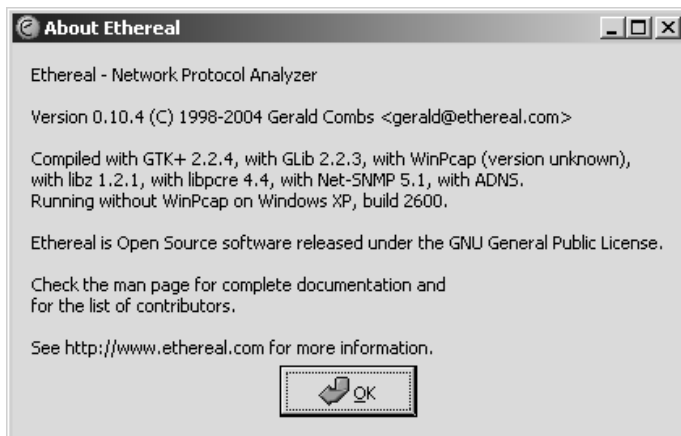 About Ethereal
Ethereal - Network Protocol Analyzer
Version 0.10.4 (C) 1998-2004 Gerald Combs <gerald@ethereal.com>
Compiled with GTK+ 2.2.4, with GLib 2.2.3, with WinPcap (version unknown),
with libz 1.2.1, with libpcre 4.4, with Net-SNMP 5.1, with ADNS.
Running without WinPcap on Windows XP, build 2600.
Ethereal is Open Source software released under the GNU General Public License.
Check the man page for complete documentation and
for the list of contributors.
See http://www.ethereal.com for more information.
OK